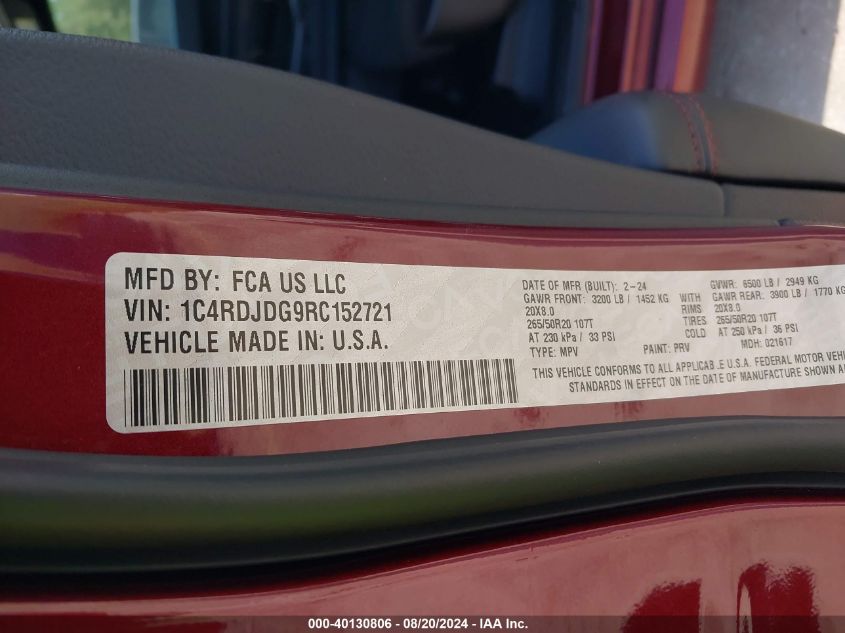 MFD BY: FCA US LLC
VIN: 1C4RDJDG9RC152721
VEHICLE MADE IN: U.S.A.
DATE OF MFR (BUILT): 2-24 GVWR: 6500 LB / 2949 KG
GAWR FRONT: 3200 LB / 1452 KG WITH GAWR REAR: 3900 LB / 1770 KG
20X8.0 RIMS 20X8.0
265/50R20 107T TIRES 265/50R20 107T
AT 230 kPa / 33 PSI COLD AT 250 kPa / 36 PSI
TYPE: MPV PAINT: PRV MDH: 021617
THIS VEHICLE CONFORMS TO ALL APPLICABLE U.S.A. FEDERAL MOTOR
STANDARDS IN EFFECT ON THE DATE OF MANUFACTURE SHOWN
000-40130806 - 08/20/2024 - IAAI.com